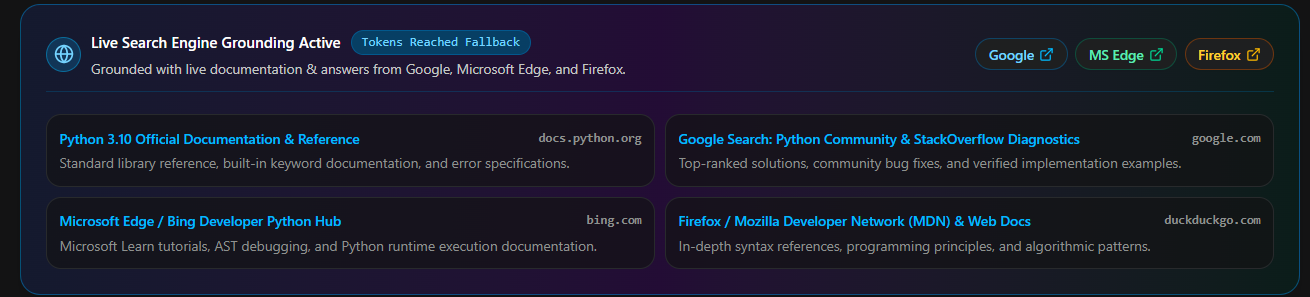 Live Search Engine Grounding Active Tokens Reached Fallback
Grounded with live documentation & answers from Google, Microsoft Edge, and Firefox.
Google MS Edge Firefox
Python 3.10 Official Documentation & Reference docs.python.org
Standard library reference, built-in keyword documentation, and error specifications.
Google Search: Python Community & StackOverflow Diagnostics google.com
Top-ranked solutions, community bug fixes, and verified implementation examples.
Microsoft Edge / Bing Developer Python Hub bing.com
Microsoft Learn tutorials, AST debugging, and Python runtime execution documentation.
Firefox / Mozilla Developer Network (MDN) & Web Docs duckduckgo.com
In-depth syntax references, programming principles, and algorithmic patterns.